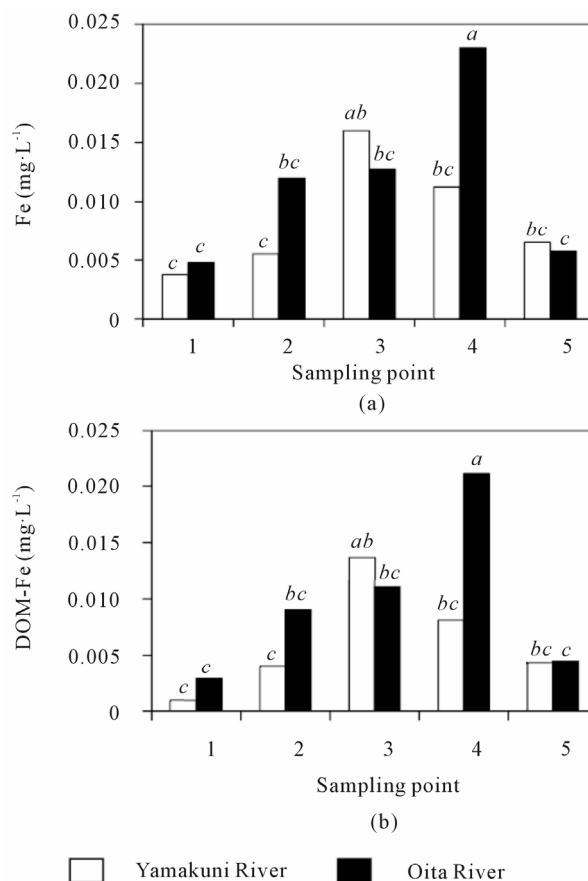 0.025
0.020
0.015
0.010
0.005
0
Fe (mg·L⁻¹)
c c c bc ab bc bc a bc c
1 2 3 4 5
Sampling point
(a)
0.025
0.020
0.015
0.010
0.005
0
DOM-Fe (mg·L⁻¹)
c c c bc ab bc bc a bc c
1 2 3 4 5
Sampling point
(b)
Yamakuni River Oita River